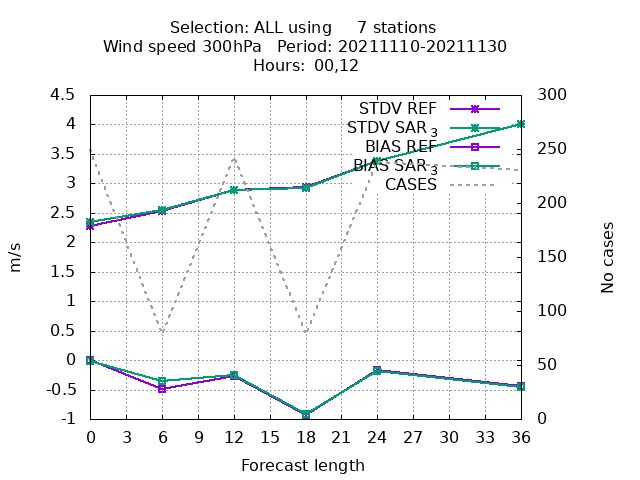 Selection: ALL using     7 stations
Wind speed 300hPa   Period: 20211110-20211130
Hours:  00,12
4.5
4
3.5
3
2.5
2
1.5
1
0.5
0
-0.5
-1
m/s
300
250
200
150
100
50
0
No cases
STDV REF
STDV SAR 3
BIAS REF
BIAS SAR 3
CASES
0 3 6 9 12 15 18 21 24 27 30 33 36
Forecast length